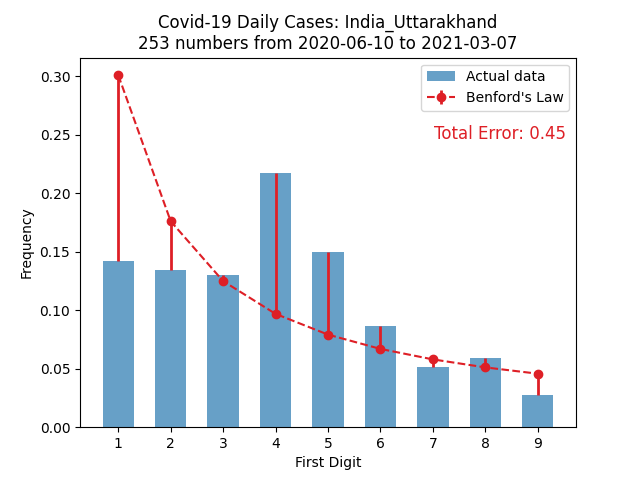 Covid-19 Daily Cases: India_Uttarakhand
253 numbers from 2020-06-10 to 2021-03-07
Actual data
Benford's Law
Total Error: 0.45
Frequency
0.30
0.25
0.20
0.15
0.10
0.05
0.00
1 2 3 4 5 6 7 8 9
First Digit